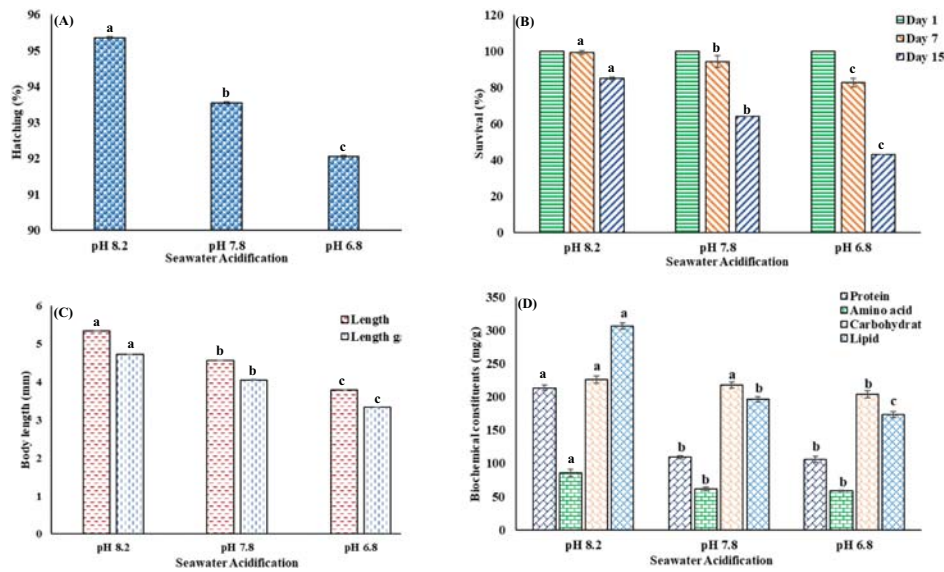 (A)
96
95
94
93
92
91
90
Hatching (%)
a
b
c
pH 8.2
pH 7.8
pH 6.8
Seawater Acidification
(B)
120
100
80
60
40
20
0
Survival (%)
Day 1
Day 7
Day 15
a
a
b
b
c
c
pH 8.2
pH 7.8
pH 6.8
Seawater Acidification
(C)
6
5
4
3
2
1
0
Body length (mm)
Length
Length g
a
a
b
b
c
c
pH 8.2
pH 7.8
pH 6.8
Seawater Acidification
(D)
350
300
250
200
150
100
50
0
Biochemical constituents (mg/g)
Protein
Amino acid
Carbohydrat
Lipid
a
a
a
a
b
b
a
b
b
b
b
c
pH 8.2
pH 7.8
pH 6.8
Seawater Acidification